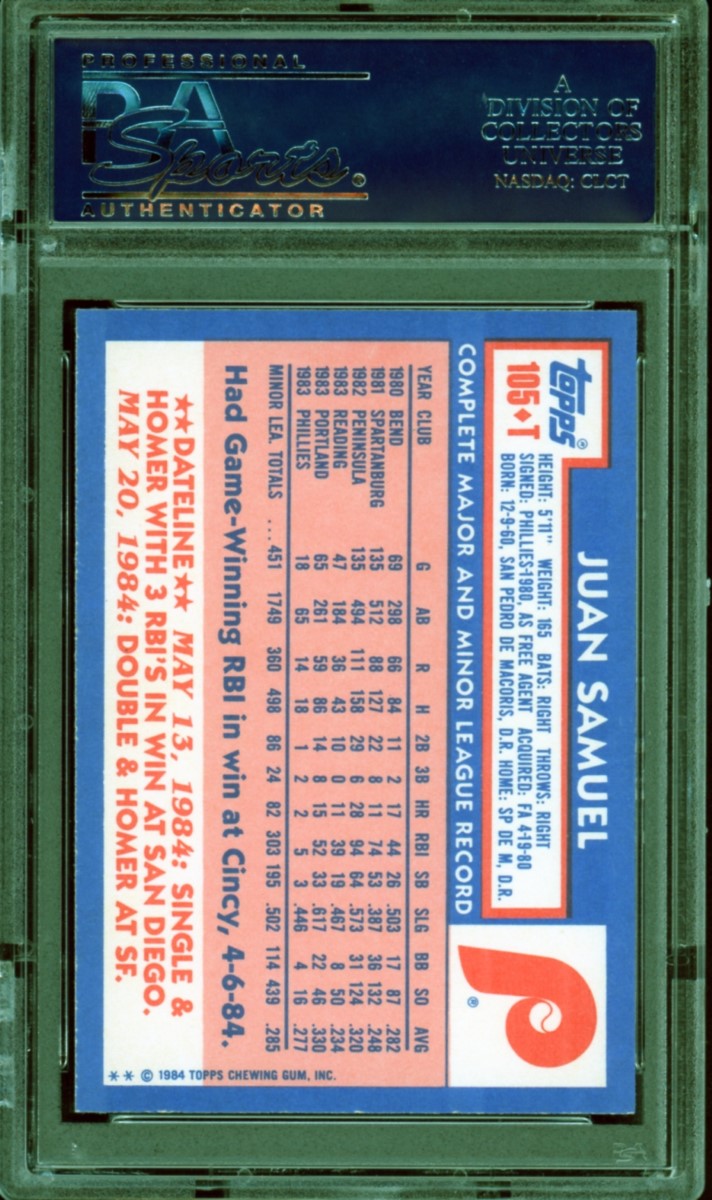 PROFESSIONAL
PSA
Sports®
AUTHENTICATOR
A
DIVISION OF
COLLECTORS
UNIVERSE
NASDAQ: CLCT
topps®
105♦T
JUAN SAMUEL
HEIGHT: 5'11" WEIGHT: 165 BATS: RIGHT THROWS: RIGHT
SIGNED: PHILLIES-1980, AS FREE AGENT ACQUIRED: FA 4-19-80
BORN: 12-9-60, SAN PEDRO DE MACORIS, D.R. HOME: SP DE M, D.R.
P®
COMPLETE MAJOR AND MINOR LEAGUE RECORD
YEAR CLUB G AB R H 2B 3B HR RBI SB SLG BB SO AVG
1980 BEND 69 298 66 84 11 2 17 44 26 .503 17 87 .282
1981 SPARTANBURG 135 512 88 127 22 8 11 74 53 .387 36 132 .248
1982 PENINSULA 135 494 111 158 29 6 28 94 64 .573 31 124 .320
1983 READING 47 184 36 43 10 0 11 39 19 .467 8 50 .234
1983 PORTLAND 65 261 59 86 14 8 15 52 33 .617 22 46 .330
1983 PHILLIES 18 65 14 18 1 2 2 5 3 .446 4 16 .277
MINOR LEA. TOTALS ...451 1749 360 498 86 24 82 303 195 .502 114 439 .285
Had Game-Winning RBI in win at Cincy, 4-6-84.
★★DATELINE★★ MAY 13, 1984: SINGLE &
HOMER WITH 3 RBI'S IN WIN AT SAN DIEGO.
MAY 20, 1984: DOUBLE & HOMER AT SF.
** © 1984 TOPPS CHEWING GUM, INC.